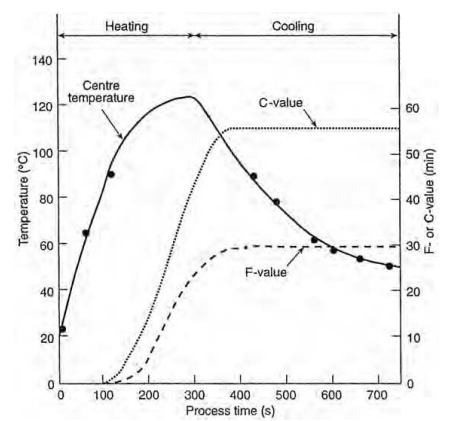 Heating
Cooling
140
120
100
80
60
40
20
0
Temperature (°C)
Centre
temperature
C-value
F-value
60
50
40
30
20
10
0
F- or C-value (min)
0
100
200
300
400
500
600
700
Process time (s)